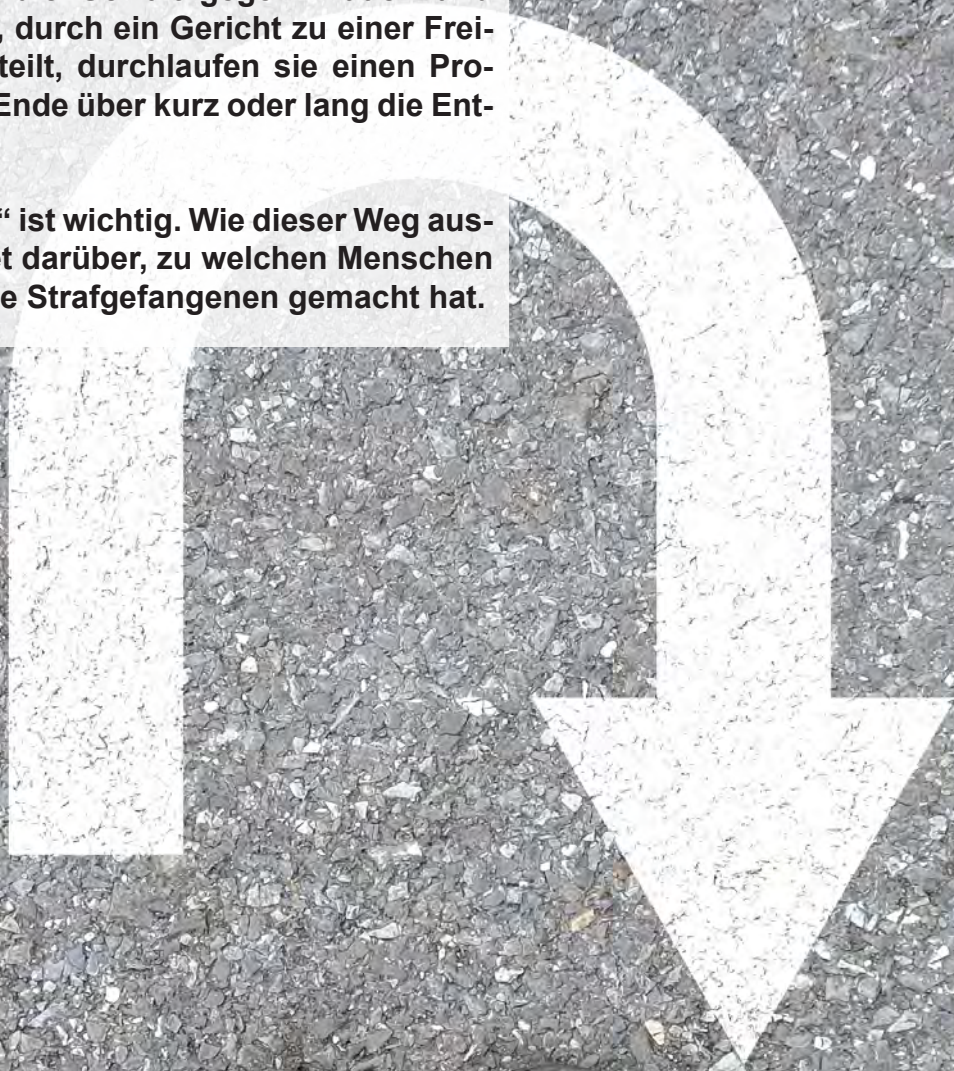 , durch ein Gericht zu einer Frei-
teilt, durchlaufen sie einen Pro-
Ende über kurz oder lang die Ent-
“ ist wichtig. Wie dieser Weg aus-
t darüber, zu welchen Menschen
e Strafgefangenen gemacht hat.